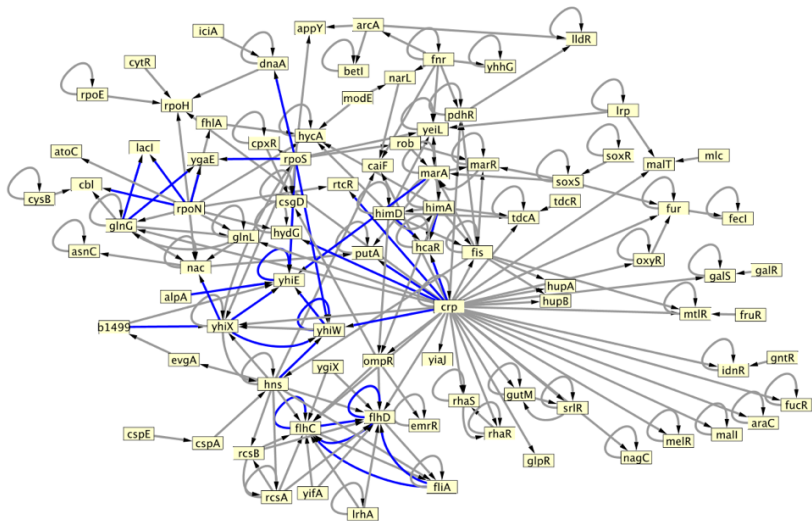 iciA
appY
arcA
lldR
cytR
dnaA
betI
fnr
yhhG
narL
rpoE
rpoH
modE
pdhR
fhlA
hycA
yeiL
lrp
cpxR
rob
atoC
lacI
ygaE
rpoS
caiF
marA
marR
soxR
malT
mlc
soxS
cysB
cbl
rpoN
rtcR
csgD
himD
himA
tdcR
tdcA
fur
fecI
glnG
glnL
hydG
hcaR
asnC
nac
putA
fis
oxyR
yhiE
hupA
galS
galR
alpA
hupB
crp
b1499
yhiX
yhiW
mtlR
fruR
evgA
ompR
yiaJ
ygiX
idnR
gntR
hns
rhaS
gutM
srlR
fucR
flhC
flhD
emrR
araC
cspE
cspA
rhaR
melR
malI
rcsB
glpR
nagC
rcsA
yifA
fliA
lrhA